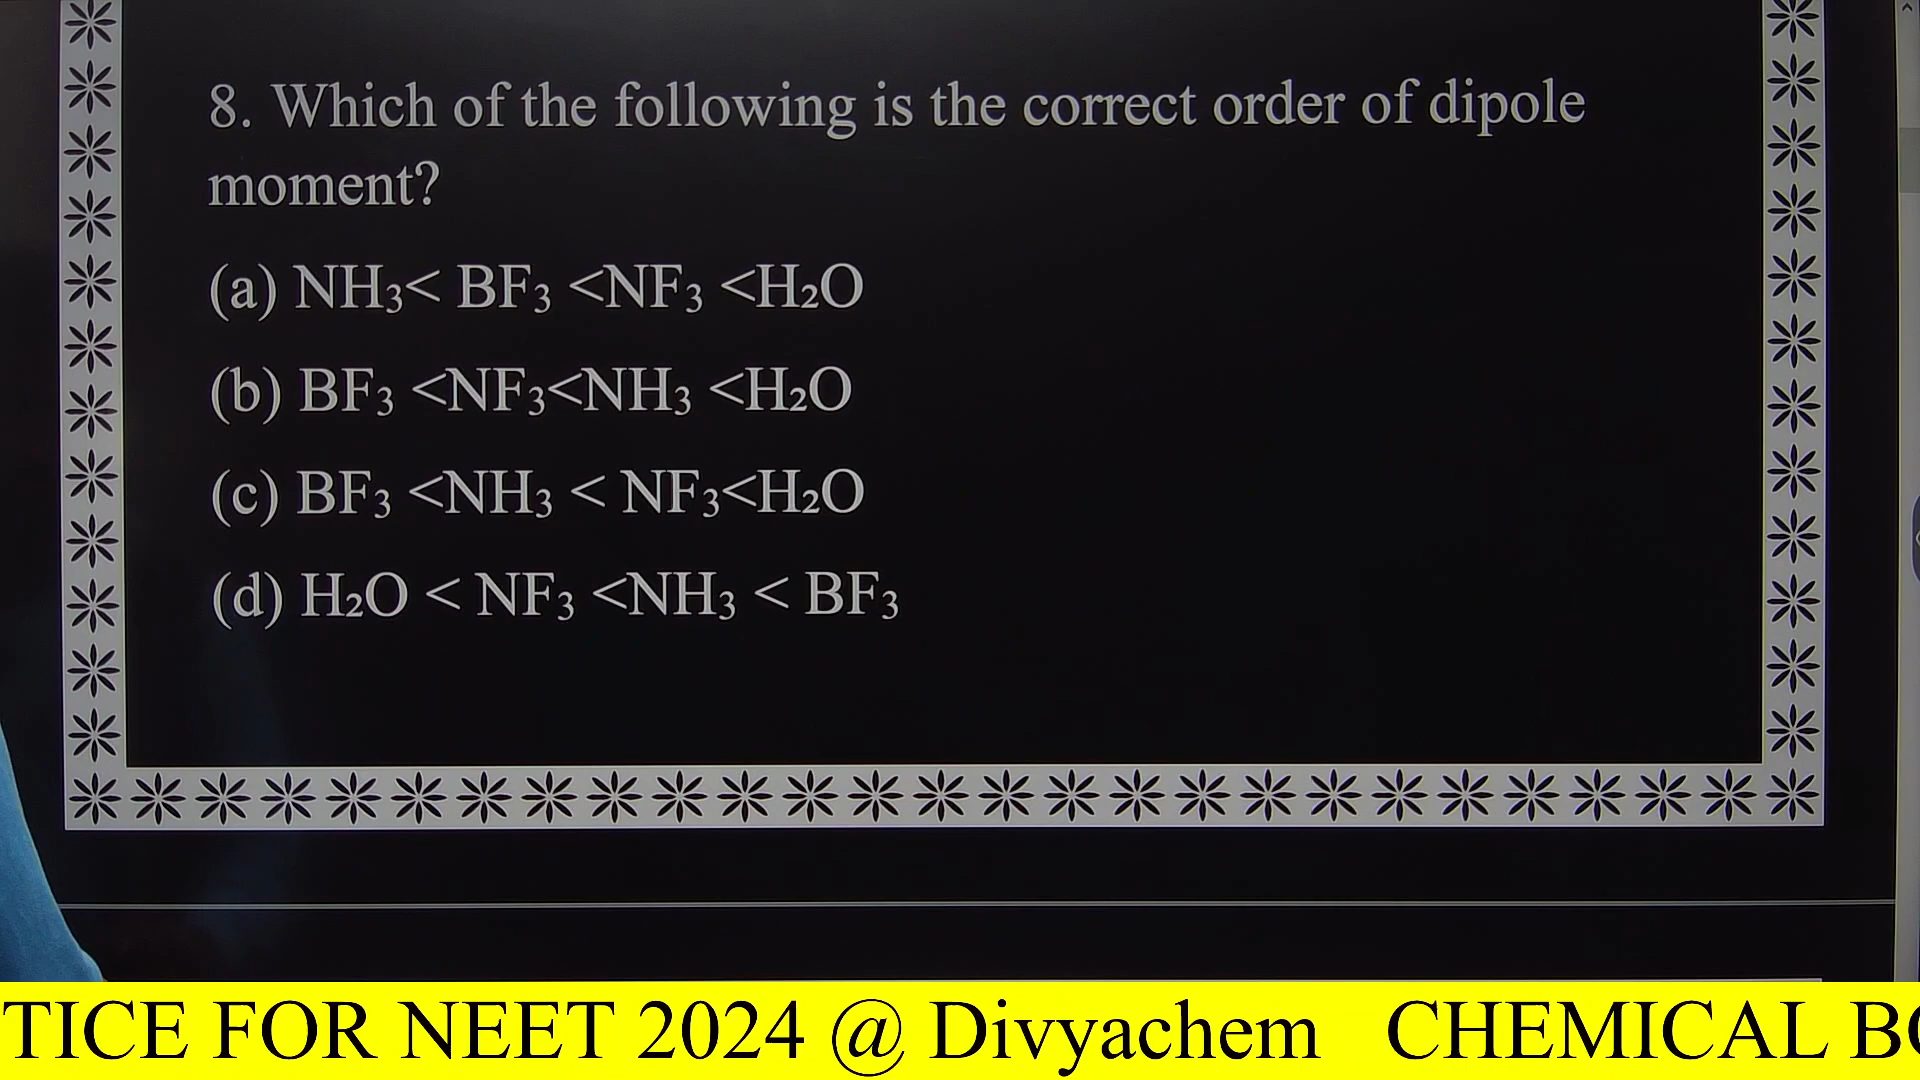 8. Which of the following is the correct order of dipole
moment?
(a) NH₃< BF₃ <NF₃ <H₂O
(b) BF₃ <NF₃<NH₃ <H₂O
(c) BF₃ <NH₃ < NF₃<H₂O
(d) H₂O < NF₃ <NH₃ < BF₃
TICE FOR NEET 2024 @ Divyachem CHEMICAL